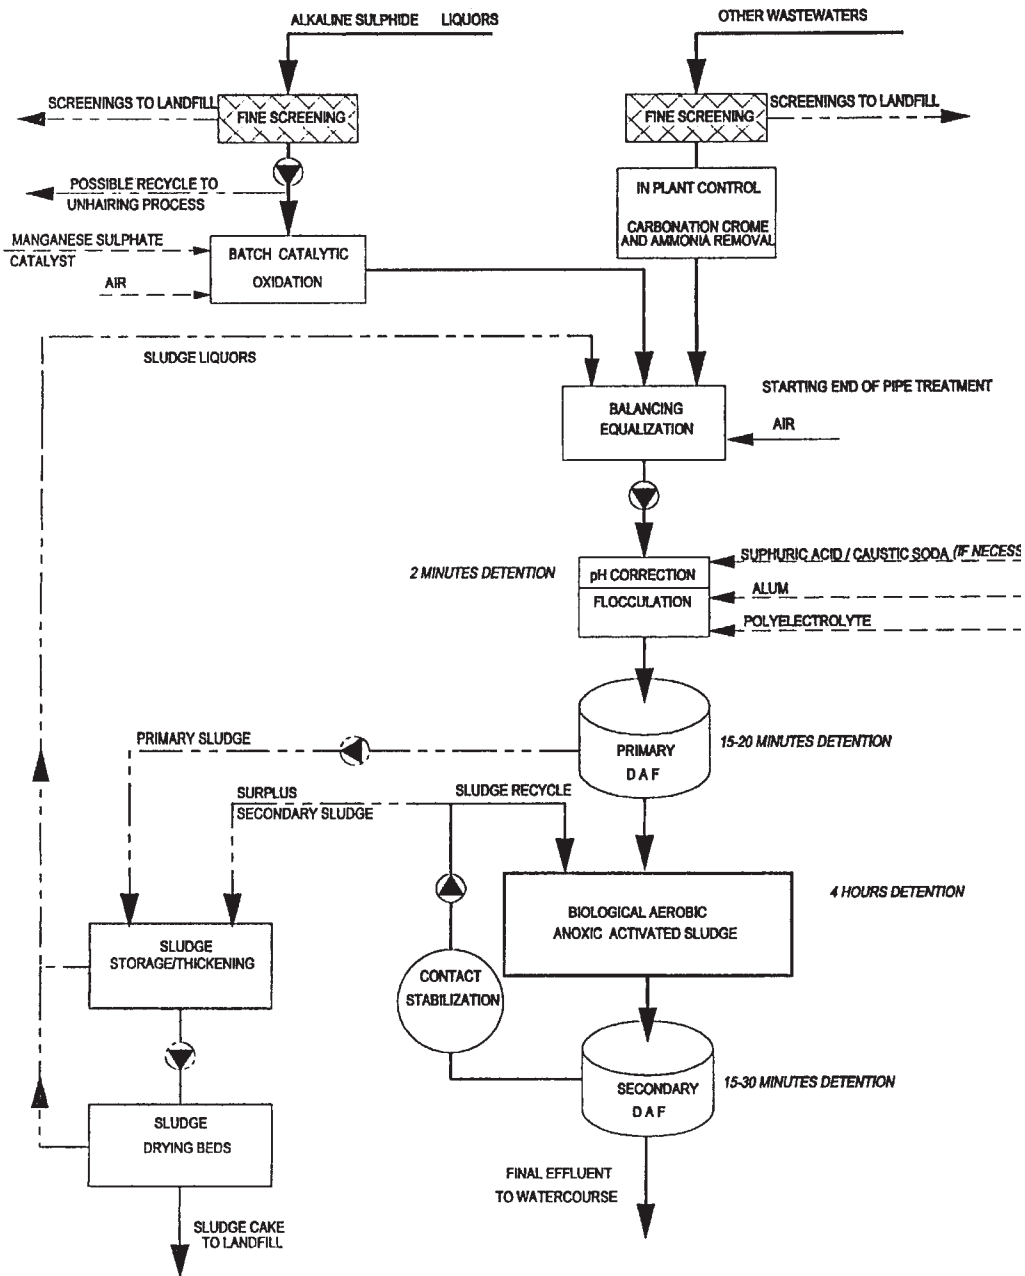 ALKALINE SULPHIDE LIQUORS
OTHER WASTEWATERS
SCREENINGS TO LANDFILL
FINE SCREENING
FINE SCREENING
SCREENINGS TO LANDFILL
POSSIBLE RECYCLE TO
UNHAIRING PROCESS
IN PLANT CONTROL
CARBONATION CROME
AND AMMONIA REMOVAL
MANGANESE SULPHATE
CATALYST
AIR
BATCH CATALYTIC
OXIDATION
SLUDGE LIQUORS
STARTING END OF PIPE TREATMENT
BALANCING
EQUALIZATION
AIR
2 MINUTES DETENTION
pH CORRECTION
FLOCCULATION
SUPHURIC ACID / CAUSTIC SODA (IF NECESS
ALUM
POLYELECTROLYTE
PRIMARY SLUDGE
PRIMARY
D A F
15-20 MINUTES DETENTION
SURPLUS
SECONDARY SLUDGE
SLUDGE RECYCLE
BIOLOGICAL AEROBIC
ANOXIC ACTIVATED SLUDGE
4 HOURS DETENTION
SLUDGE
STORAGE/THICKENING
CONTACT
STABILIZATION
SECONDARY
D A F
15-30 MINUTES DETENTION
SLUDGE
DRYING BEDS
FINAL EFFLUENT
TO WATERCOURSE
SLUDGE CAKE
TO LANDFILL